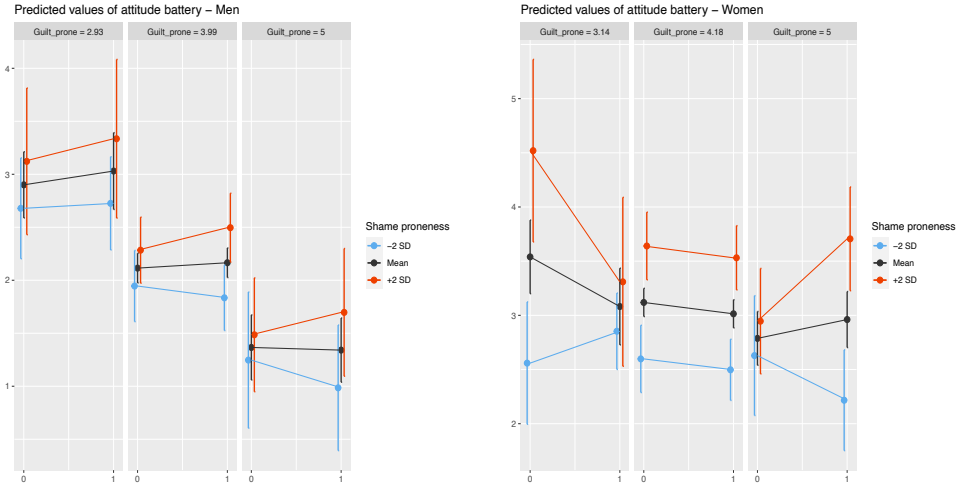 Predicted values of attitude battery – Men
Guilt_prone = 2.93
Guilt_prone = 3.99
Guilt_prone = 5
4
3
2
1
0
1
0
1
0
1
Shame proneness
−2 SD
Mean
+2 SD
Predicted values of attitude battery – Women
Guilt_prone = 3.14
Guilt_prone = 4.18
Guilt_prone = 5
5
4
3
2
0
1
0
1
0
1
Shame proneness
−2 SD
Mean
+2 SD